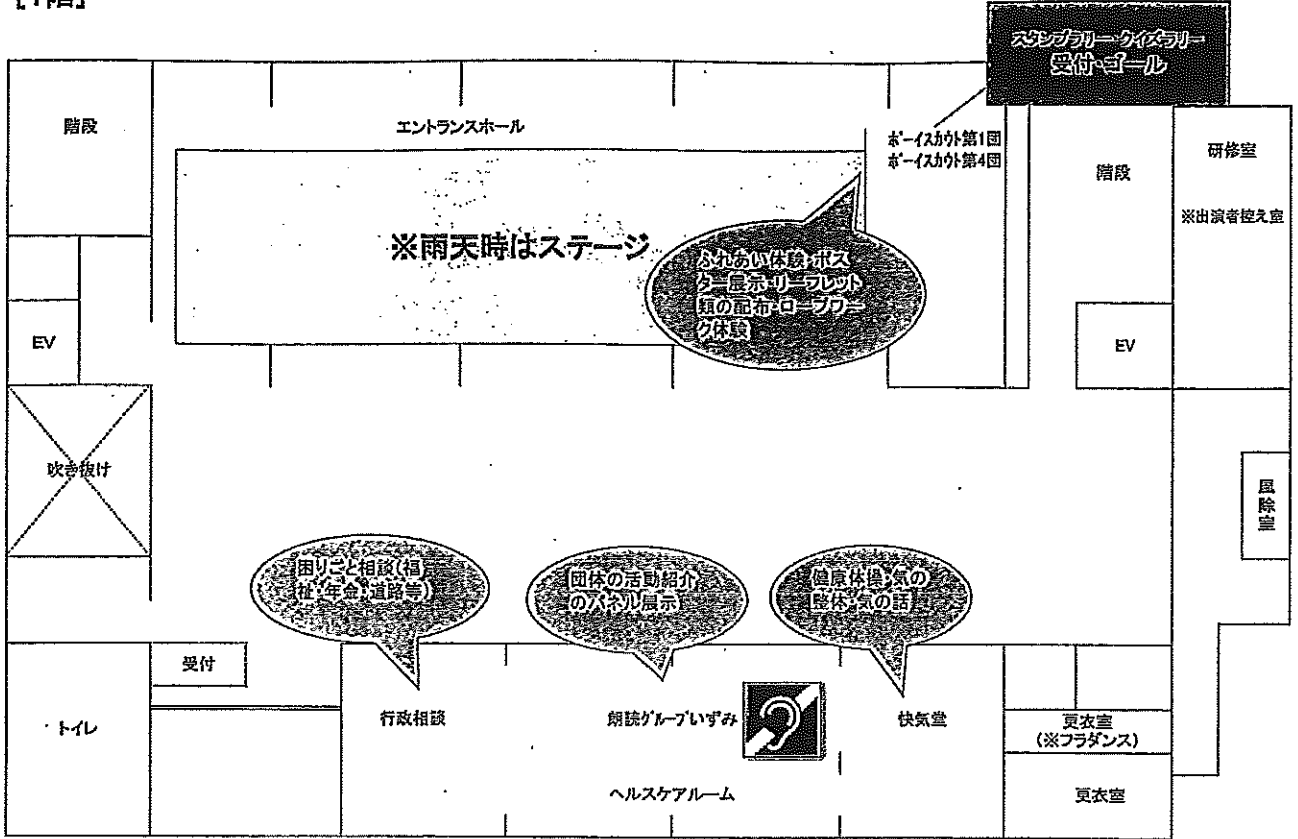 【1階】
スタンプラリー・クイズラリー
受付・ゴール
階段
エントランスホール
ボーイスカウト第1団
ボーイスカウト第4団
階段
研修室
※出演者控え室
※雨天時はステージ
ふれあい体験・ポス
ター展示・リーフレット
類の配布・ロープワー
ク体験
EV
EV
吹き抜け
風除室
困りごと相談(福
祉・年金・道路等)
団体の活動紹介
のパネル展示
健康体操・気の
整体・気の話
受付
トイレ
行政相談
朗読グループいずみ
快気堂
更衣室
(※フラダンス)
ヘルスケアルーム
更衣室